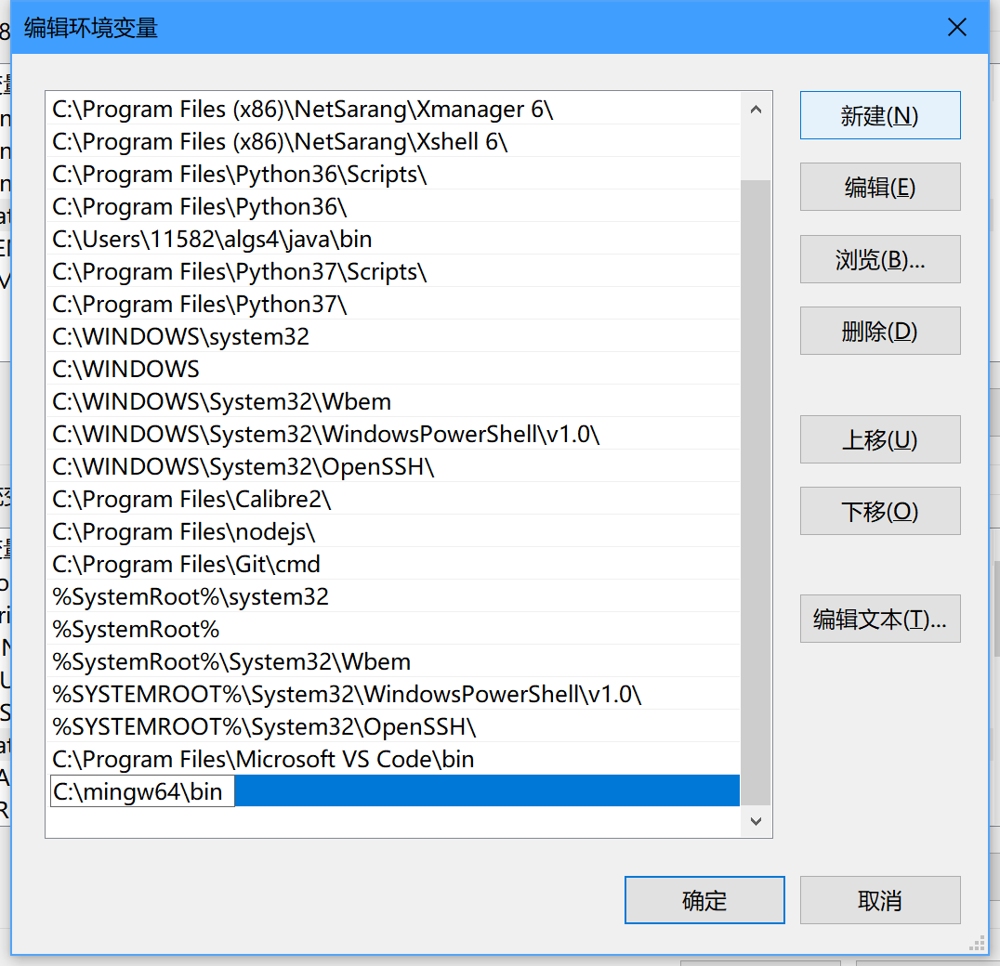 编辑环境变量
C:\Program Files (x86)\NetSarang\Xmanager 6\
C:\Program Files (x86)\NetSarang\Xshell 6\
C:\Program Files\Python36\Scripts\
C:\Program Files\Python36\
C:\Users\11582\algs4\java\bin
C:\Program Files\Python37\Scripts\
C:\Program Files\Python37\
C:\WINDOWS\system32
C:\WINDOWS
C:\WINDOWS\System32\Wbem
C:\WINDOWS\System32\WindowsPowerShell\v1.0\
C:\WINDOWS\System32\OpenSSH\
C:\Program Files\Calibre2\
C:\Program Files\nodejs\
C:\Program Files\Git\cmd
%SystemRoot%\system32
%SystemRoot%
%SystemRoot%\System32\Wbem
%SYSTEMROOT%\System32\WindowsPowerShell\v1.0\
%SYSTEMROOT%\System32\OpenSSH\
C:\Program Files\Microsoft VS Code\bin
C:\mingw64\bin
新建(N)
编辑(E)
浏览(B)...
删除(D)
上移(U)
下移(O)
编辑文本(T)...
确定
取消